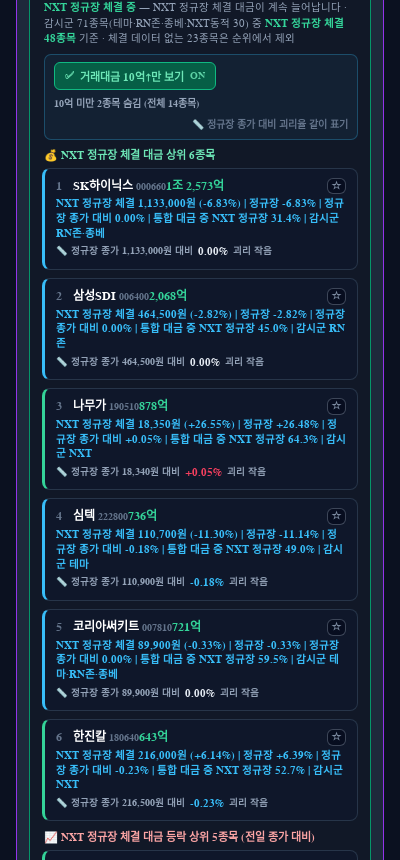 NXT 정규장 체결 중 — NXT 정규장 체결 대금이 계속 늘어납니다 ·
감시군 71종목(테마·RN존·종베·NXT동적 30) 중 NXT 정규장 체결
48종목 기준 · 체결 데이터 없는 23종목은 순위에서 제외
✅ 거래대금 10억↑만 보기 ON
10억 미만 2종목 숨김 (전체 14종목)
📏 정규장 종가 대비 괴리율 같이 표기
💰 NXT 정규장 체결 대금 상위 6종목
1 SK하이닉스 000660 1조 2,573억 ☆
NXT 정규장 체결 1,133,000원 (-6.83%) | 정규장 -6.83% | 정규
장 종가 대비 0.00% | 통합 대금 중 NXT 정규장 31.4% | 감시군
RN존·종베
📏 정규장 종가 1,133,000원 대비 0.00% 괴리 작음
2 삼성SDI 006400 2,068억 ☆
NXT 정규장 체결 464,500원 (-2.82%) | 정규장 -2.82% | 정규장
종가 대비 0.00% | 통합 대금 중 NXT 정규장 45.0% | 감시군 RN
존
📏 정규장 종가 464,500원 대비 0.00% 괴리 작음
3 나무가 190510 878억 ☆
NXT 정규장 체결 18,350원 (+26.55%) | 정규장 +26.48% | 정
규장 종가 대비 +0.05% | 통합 대금 중 NXT 정규장 64.3% | 감시
군 NXT
📏 정규장 종가 18,340원 대비 +0.05% 괴리 작음
4 심텍 222800 736억 ☆
NXT 정규장 체결 110,700원 (-11.30%) | 정규장 -11.14% | 정
규장 종가 대비 -0.18% | 통합 대금 중 NXT 정규장 49.0% | 감시
군 테마
📏 정규장 종가 110,900원 대비 -0.18% 괴리 작음
5 코리아써키트 007810 721억 ☆
NXT 정규장 체결 89,900원 (-0.33%) | 정규장 -0.33% | 정규장
종가 대비 0.00% | 통합 대금 중 NXT 정규장 59.5% | 감시군 테
마·RN존·종베
📏 정규장 종가 89,900원 대비 0.00% 괴리 작음
6 한진칼 180640 643억 ☆
NXT 정규장 체결 216,000원 (+6.14%) | 정규장 +6.39% | 정규
장 종가 대비 -0.23% | 통합 대금 중 NXT 정규장 52.7% | 감시군
NXT
📏 정규장 종가 216,500원 대비 -0.23% 괴리 작음
📈 NXT 정규장 체결 대금 등락 상위 5종목 (전일 종가 대비)